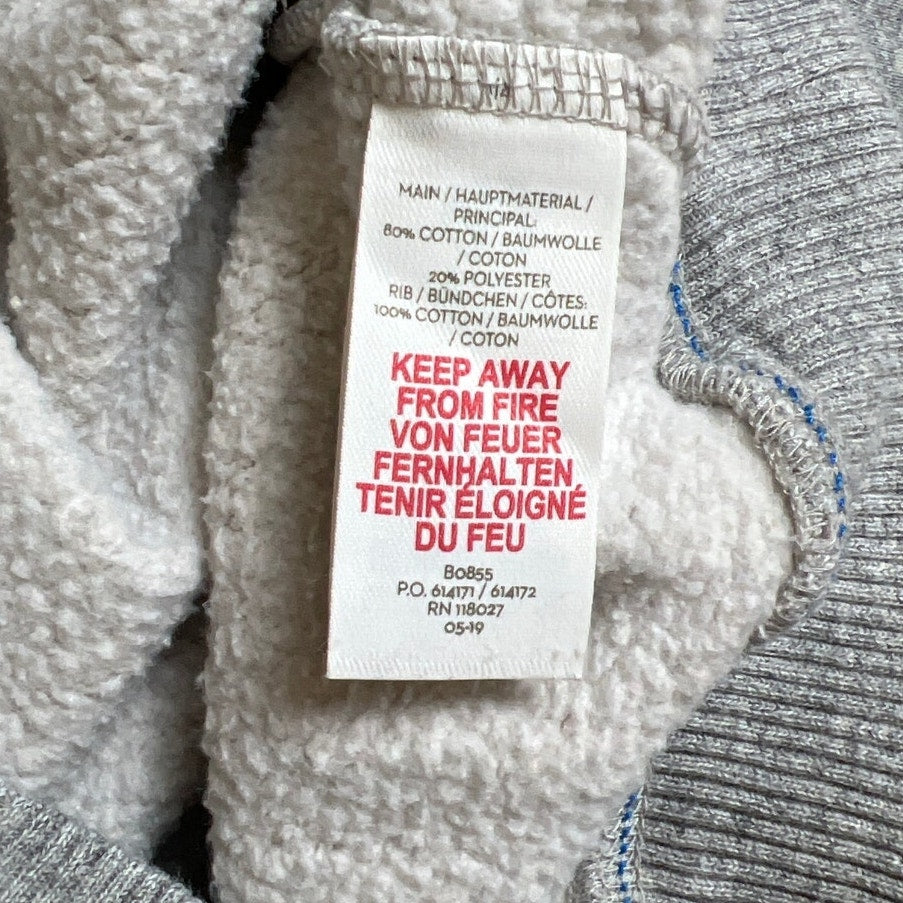 MAIN / HAUPTMATERIAL /
PRINCIPAL:
80% COTTON / BAUMWOLLE
/ COTON
20% POLYESTER
RIB / BÜNDCHEN / CÔTES:
100% COTTON / BAUMWOLLE
/ COTON
KEEP AWAY
FROM FIRE
VON FEUER
FERNHALTEN
TENIR ÉLOIGNÉ
DU FEU
B0855
P.O. 614171 / 614172
RN 118027
05-19